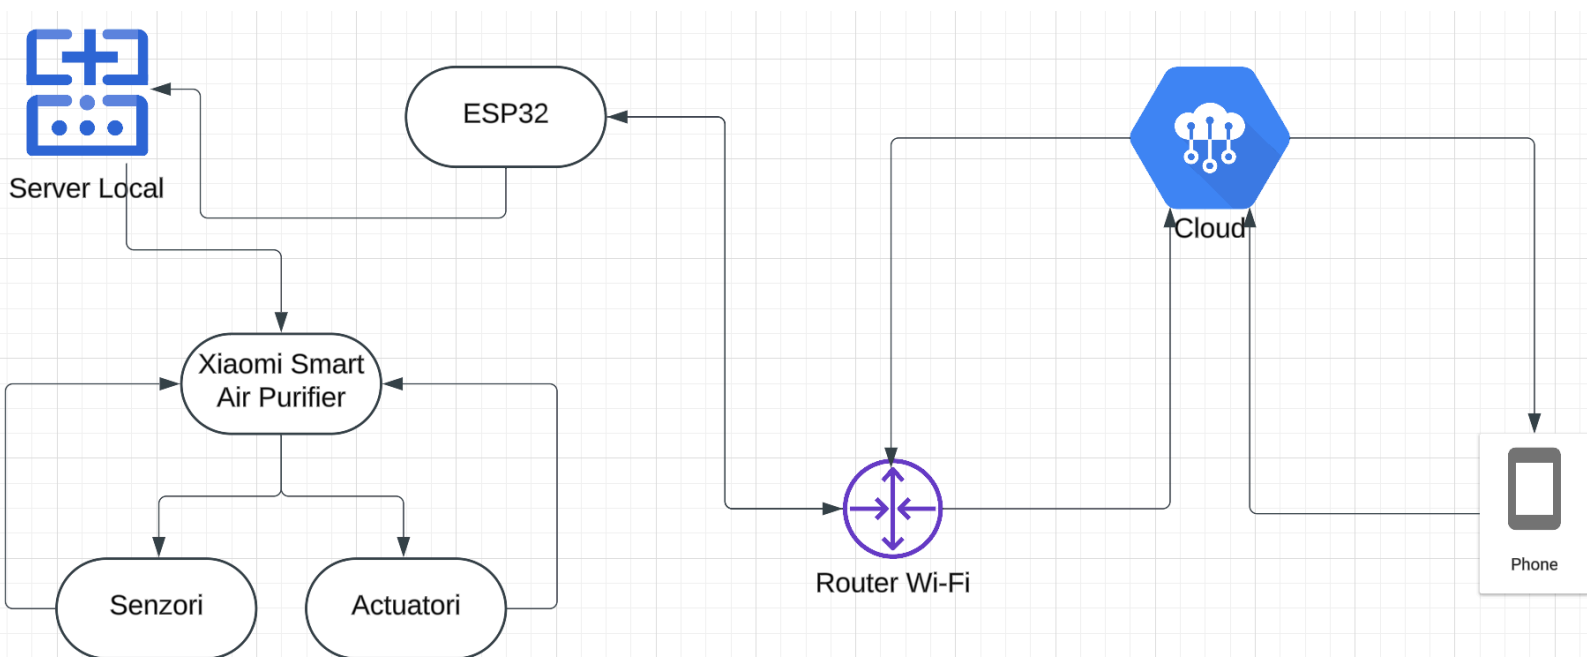 ESP32
Server Local
Cloud
Xiaomi Smart
Air Purifier
Phone
Router Wi-Fi
Senzori
Actuatori